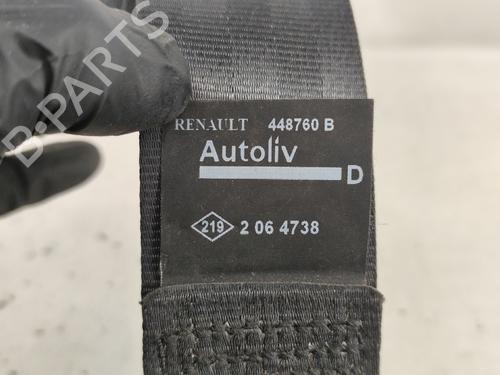 RENAULT 448760 B
Autoliv
D
219 2 06 4738
D-PARTS